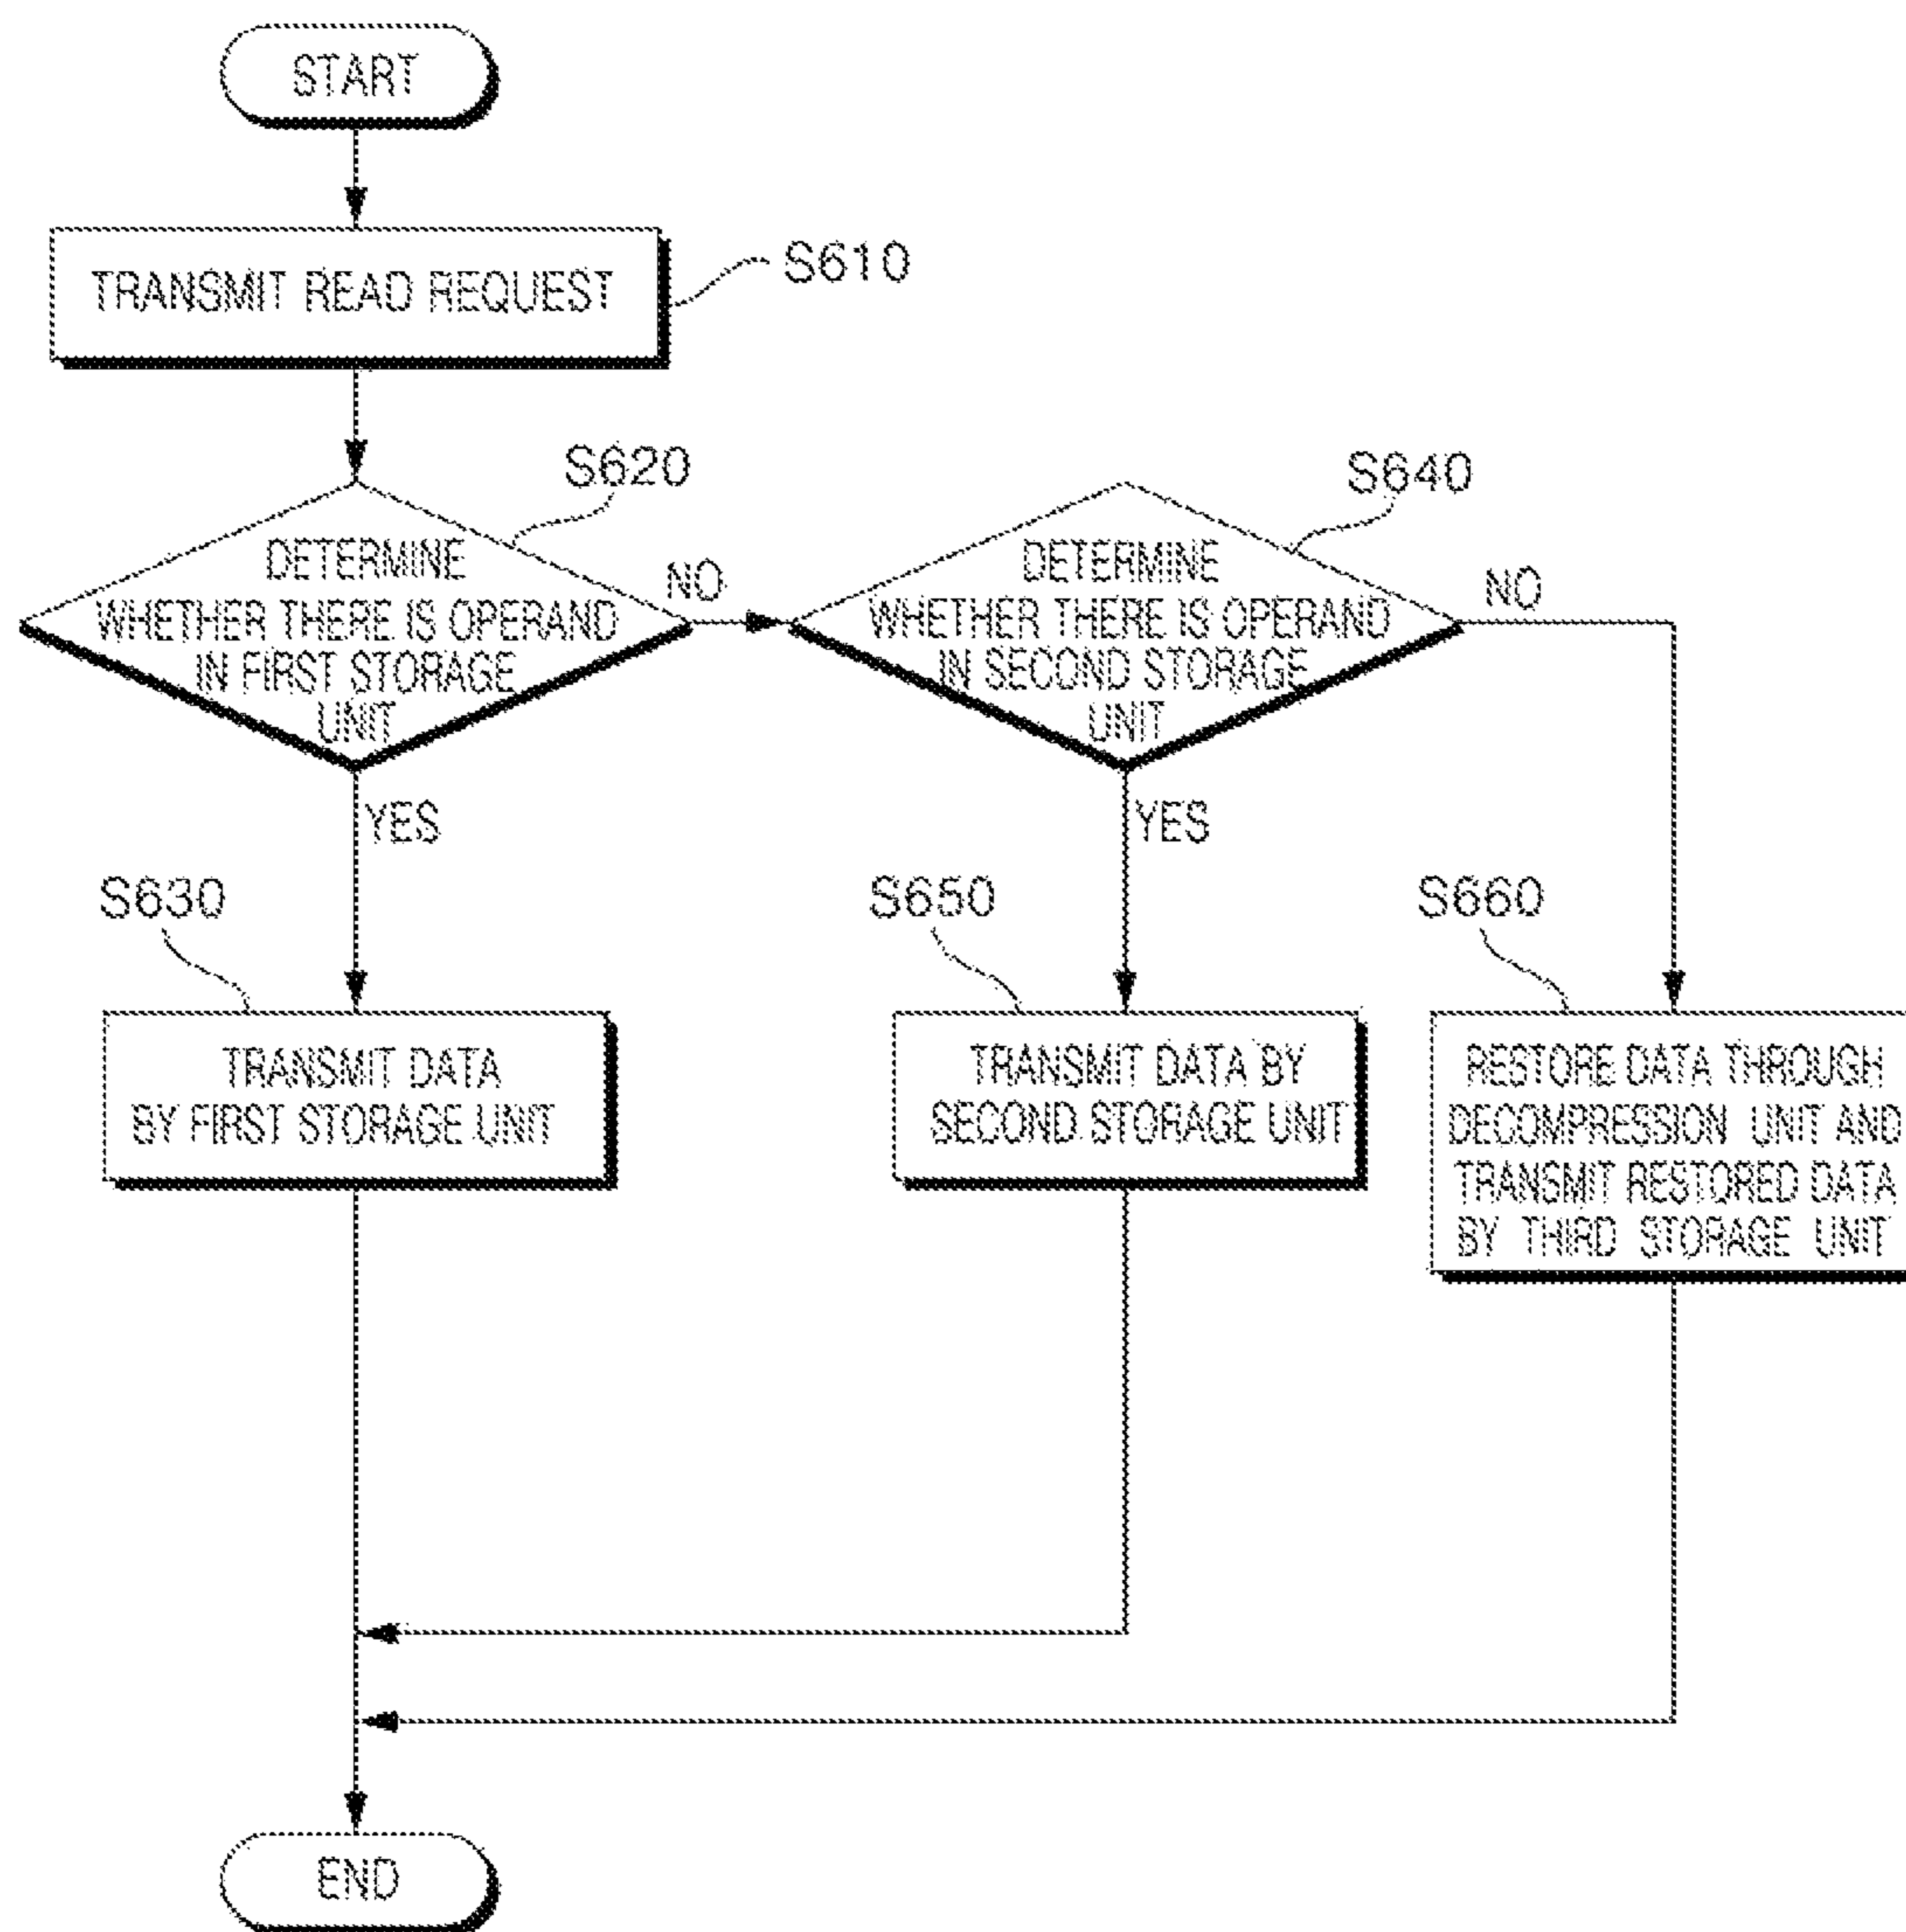 START
TRANSMIT READ REQUEST
S610
S620
DETERMINE
WHETHER THERE IS OPERAND
IN FIRST STORAGE
UNIT
NO
YES
S640
DETERMINE
WHETHER THERE IS OPERAND
IN SECOND STORAGE
UNIT
NO
YES
S630
TRANSMIT DATA
BY FIRST STORAGE UNIT
S650
TRANSMIT DATA BY
SECOND STORAGE UNIT
S660
RESTORE DATA THROUGH
DECOMPRESSION UNIT AND
TRANSMIT RESTORED DATA
BY THIRD STORAGE UNIT
END